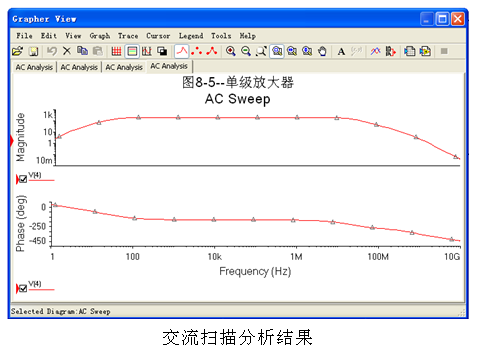 Grapher View
File Edit View Graph Trace Cursor Legend Tools Help
AC Analysis AC Analysis AC Analysis AC Analysis
图8-5--单级放大器
AC Sweep
Magnitude
1k
10
1
10m
V(4)
Phase (deg)
0
-250
-450
1 100 10k 1M 100M 10G
Frequency (Hz)
V(4)
Selected Diagram:AC Sweep
交流扫描分析结果